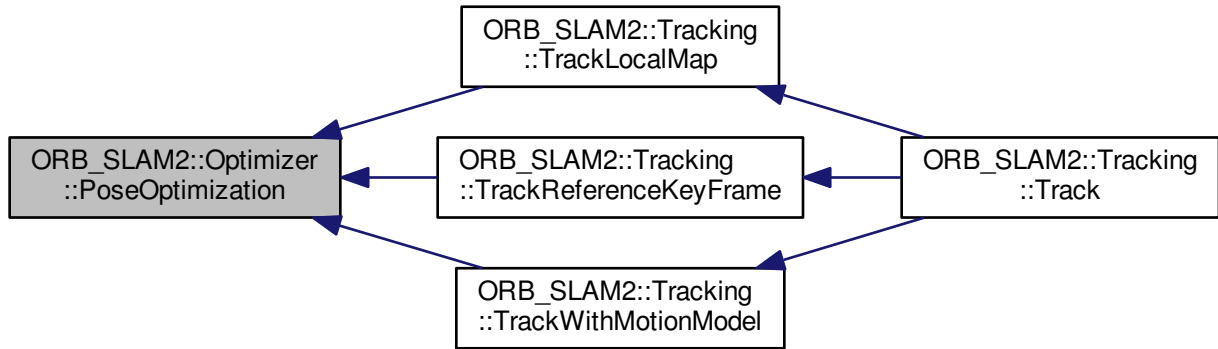 ORB_SLAM2::Tracking
::TrackLocalMap
ORB_SLAM2::Optimizer
::PoseOptimization
ORB_SLAM2::Tracking
::TrackReferenceKeyFrame
ORB_SLAM2::Tracking
::Track
ORB_SLAM2::Tracking
::TrackWithMotionModel